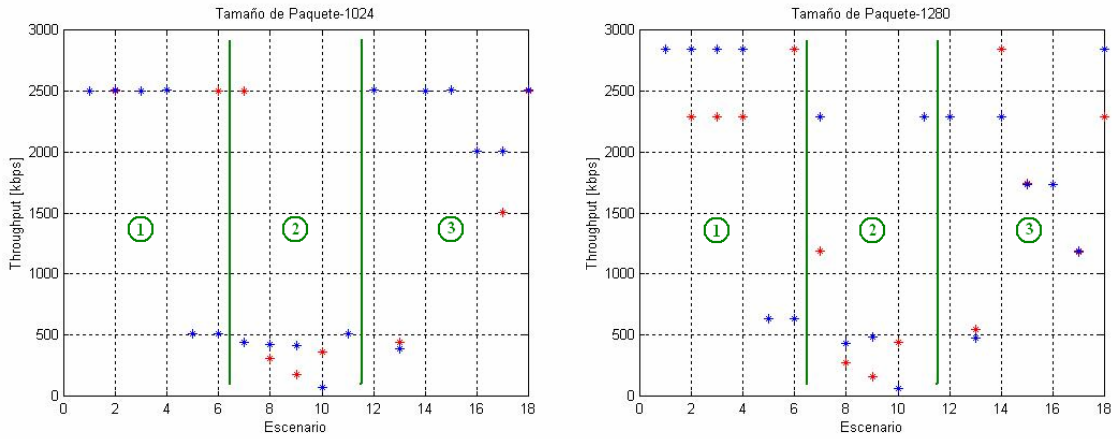 Tamaño de Paquete-1024
3000
2500
2000
1500
1000
500
0
Throughput [kbps]
1
2
3
0 2 4 6 8 10 12 14 16 18
Escenario
Tamaño de Paquete-1280
3000
2500
2000
1500
1000
500
0
Throughput [kbps]
1
2
3
0 2 4 6 8 10 12 14 16 18
Escenario